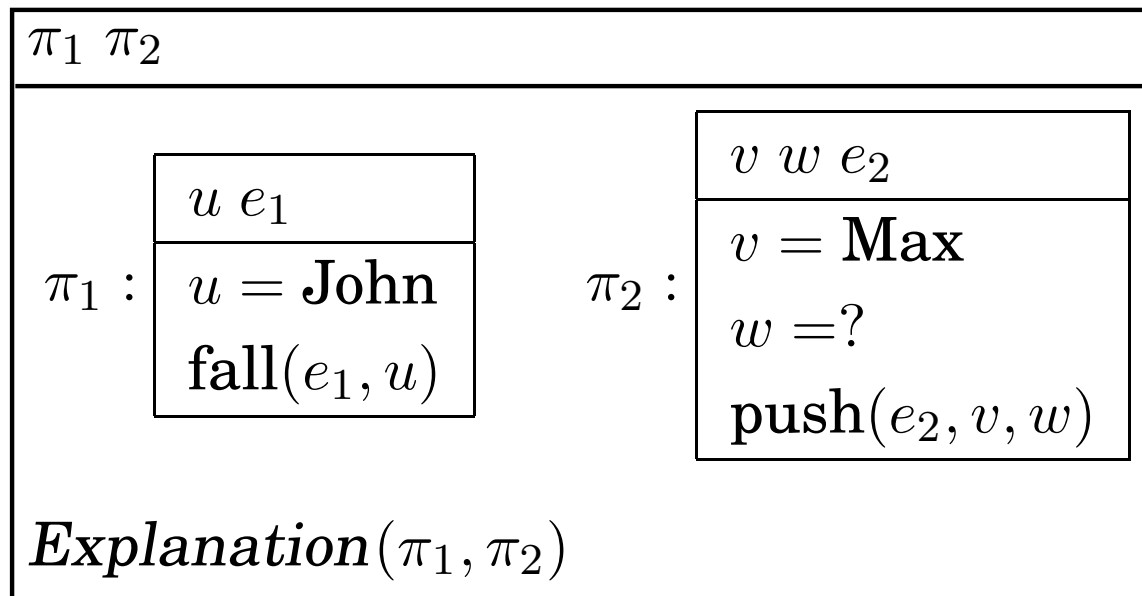 π₁ π₂
π₁ :
u e₁
u = John
fall(e₁, u)
π₂ :
v w e₂
v = Max
w =?
push(e₂, v, w)
Explanation(π₁, π₂)